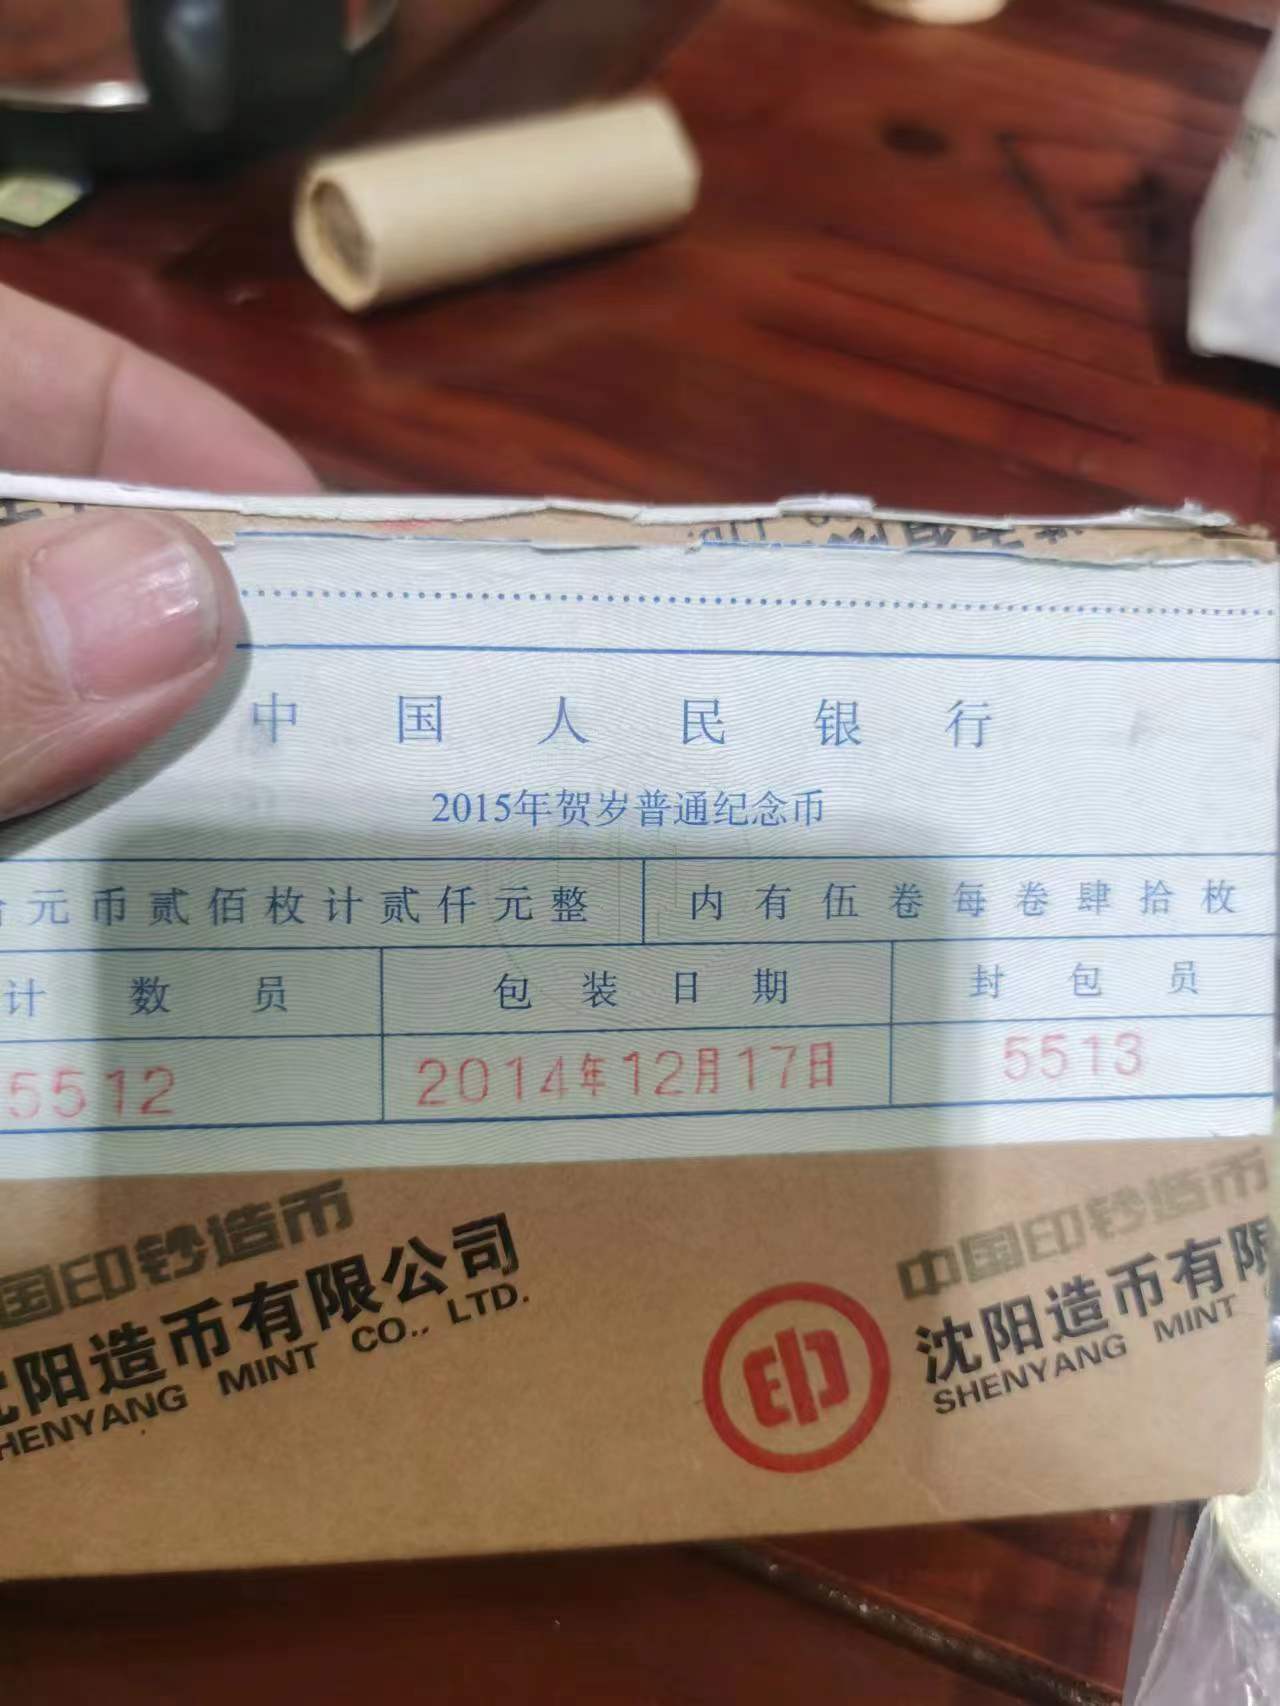 中国人民银行
2015年贺岁普通纪念币
元币贰佰枚计贰仟元整 内有伍卷每卷肆拾枚
计数员 包装日期 封包员
5512 2014年12月17日 5513
国印钞造币 中国印钞造币
阳造币有限公司 沈阳造币有限
HENYANG MINT CO., LTD. SHENYANG MINT